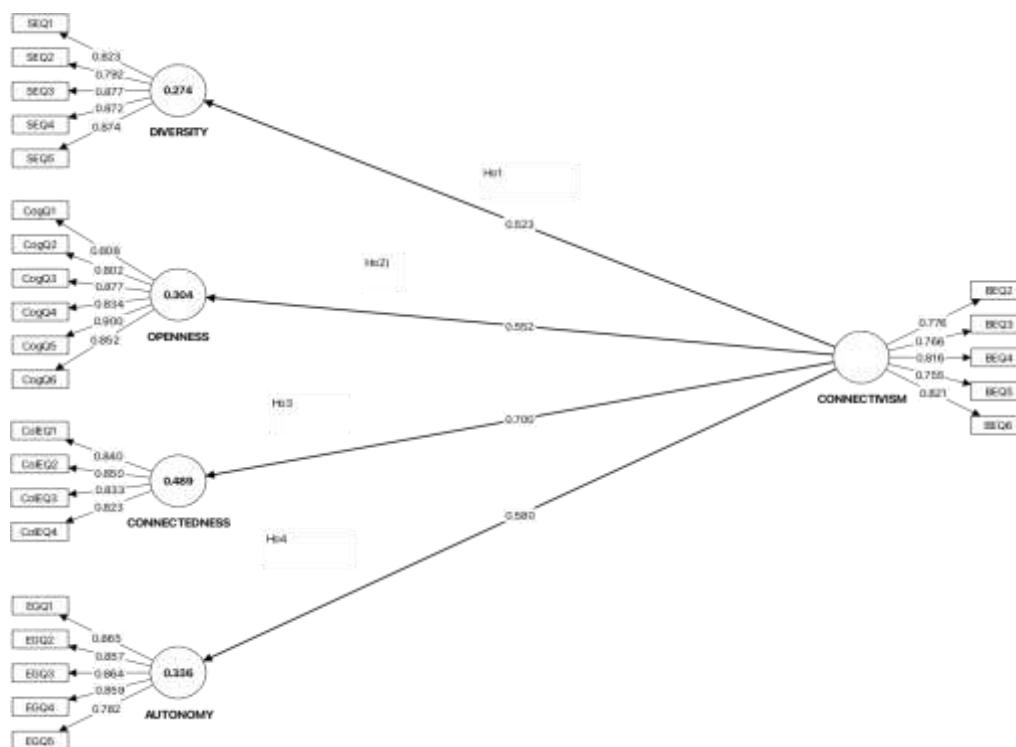 SEQ1
SEQ2
SEQ3
SEQ4
SEQ5
0.823
0.792
0.877
0.872
0.874
0.274
DIVERSITY
Ho1
0.523
CogQ1
CogQ2
CogQ3
CogQ4
CogQ5
CogQ6
0.808
0.802
0.877
0.834
0.900
0.852
0.304
OPENNESS
Ho2)
0.552
CONNECTIVISM
0.776
0.766
0.816
0.755
0.821
BEQ2
BEQ3
BEQ4
BEQ5
BEQ6
ColEQ1
ColEQ2
ColEQ3
ColEQ4
0.840
0.850
0.833
0.823
0.489
CONNECTEDNESS
Ho3
0.700
EGQ1
EGQ2
EGQ3
EGQ4
EGQ5
0.865
0.857
0.864
0.859
0.782
0.336
AUTONOMY
Ho4
0.580